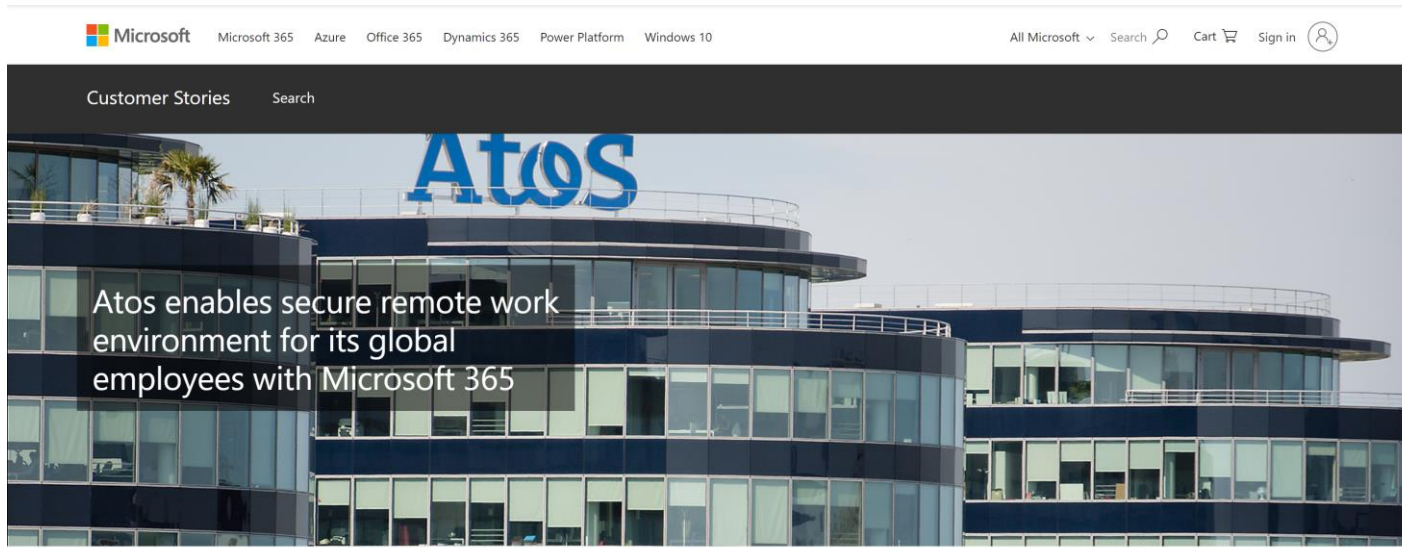 Microsoft Microsoft 365 Azure Office 365 Dynamics 365 Power Platform Windows 10 All Microsoft Search Cart Sign in
Customer Stories Search
Atos
Atos enables secure remote work
environment for its global
employees with Microsoft 365